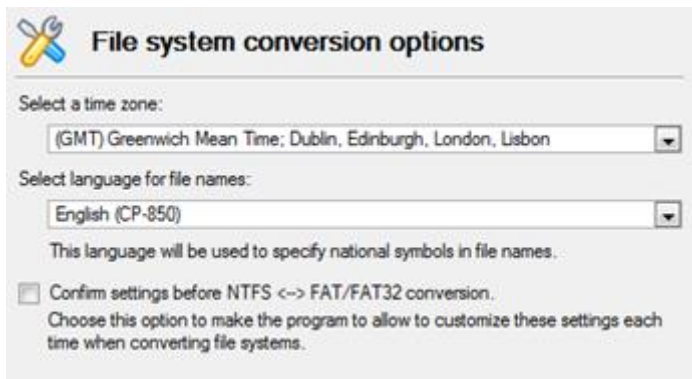 File system conversion options
Select a time zone:
(GMT) Greenwich Mean Time; Dublin, Edinburgh, London, Lisbon
Select language for file names:
English (CP-850)
This language will be used to specify national symbols in file names.
Confirm settings before NTFS <--> FAT/FAT32 conversion.
Choose this option to make the program to allow to customize these settings each
time when converting file systems.